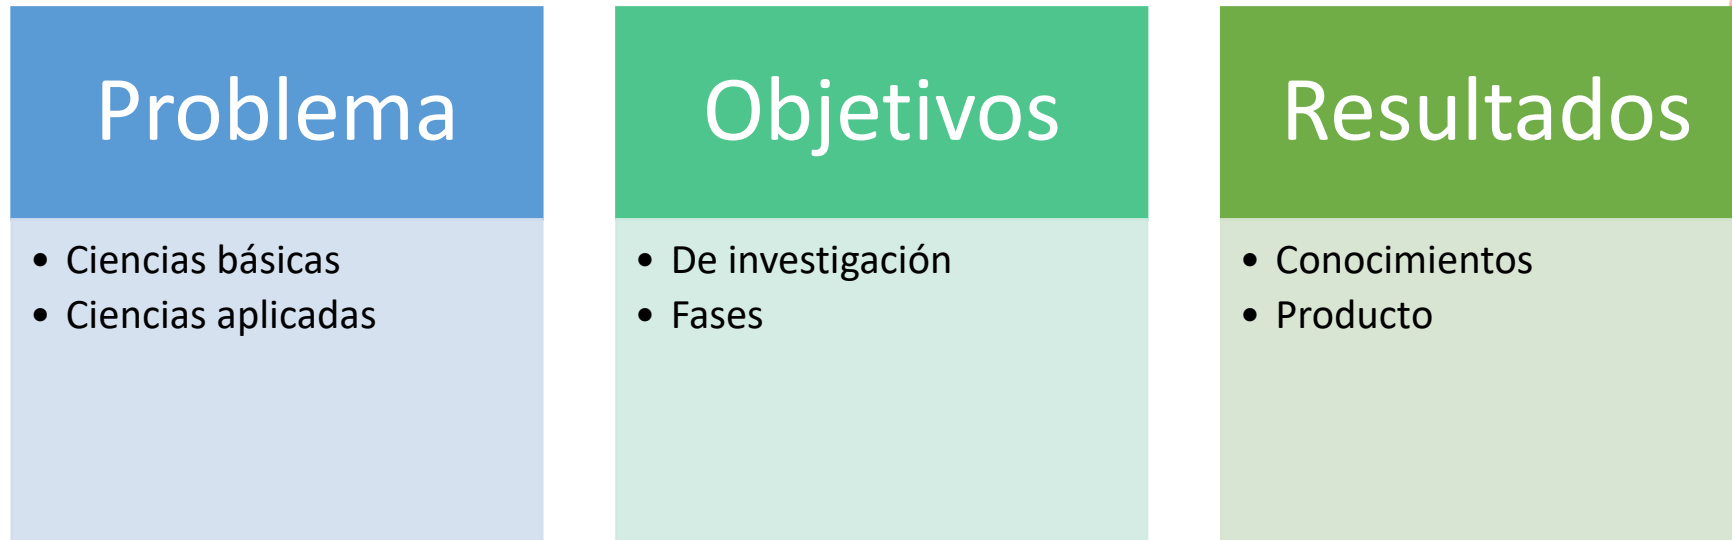 Problema
• Ciencias básicas
• Ciencias aplicadas
Objetivos
• De investigación
• Fases
Resultados
• Conocimientos
• Producto